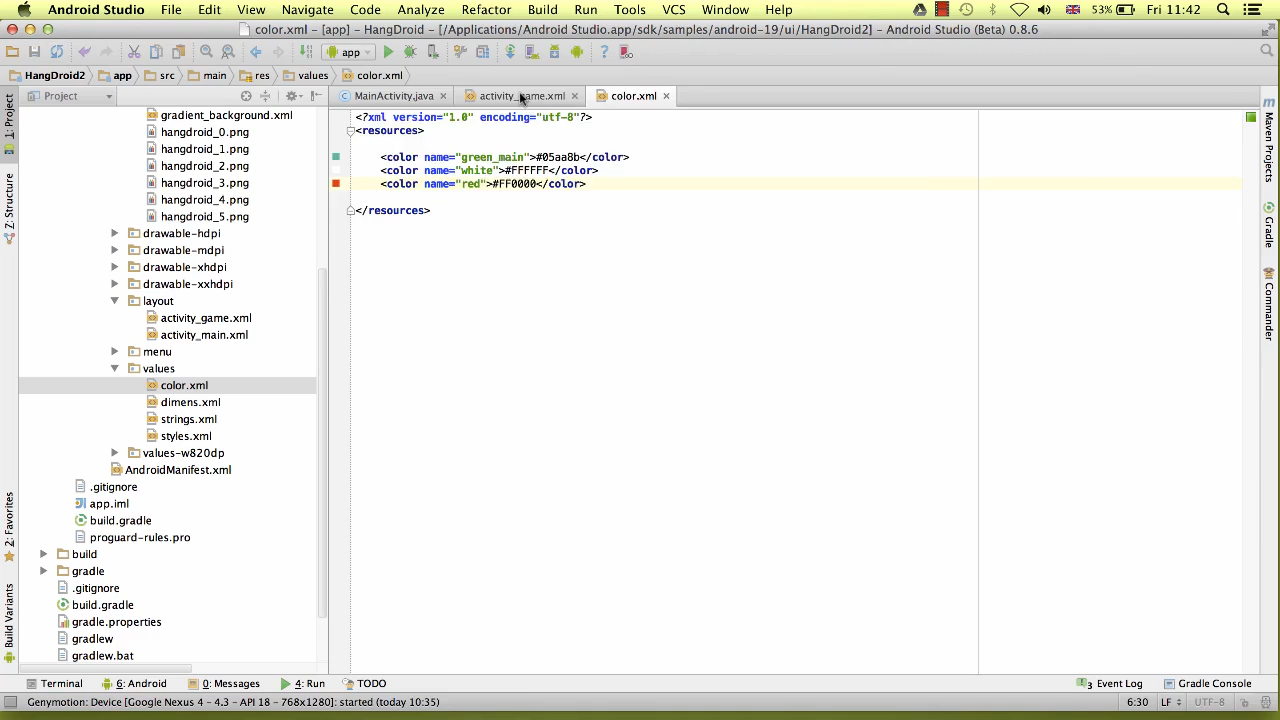 Android Studio File Edit View Navigate Code Analyze Refactor Build Run Tools VCS Window Help 53% Fri 11:42
color.xml - [app] - HangDroid - [/Applications/Android Studio.app/sdk/samples/android-19/ui/HangDroid2] - Android Studio (Beta) 0.8.6
app
HangDroid2 app src main res values color.xml
Project
MainActivity.java activity_game.xml color.xml
1: Project
Z: Structure
2: Favorites
Build Variants
gradient_background.xml
hangdroid_0.png
hangdroid_1.png
hangdroid_2.png
hangdroid_3.png
hangdroid_4.png
hangdroid_5.png
drawable-hdpi
drawable-mdpi
drawable-xhdpi
drawable-xxhdpi
layout
activity_game.xml
activity_main.xml
menu
values
color.xml
dimens.xml
strings.xml
styles.xml
values-w820dp
AndroidManifest.xml
.gitignore
app.iml
build.gradle
proguard-rules.pro
build
gradle
.gitignore
build.gradle
gradle.properties
gradlew
gradlew.bat
<?xml version="1.0" encoding="utf-8"?>
<resources>
<color name="green_main">#05aa8b</color>
<color name="white">#FFFFFF</color>
<color name="red">#FF0000</color>
</resources>
m
Maven Projects
Gradle
Commander
Terminal 6: Android 0: Messages 4: Run TODO 3 Event Log Gradle Console
Genymotion: Device [Google Nexus 4 - 4.3 - API 18 - 768x1280]: started (today 10:35) 6:30 LF UTF-8